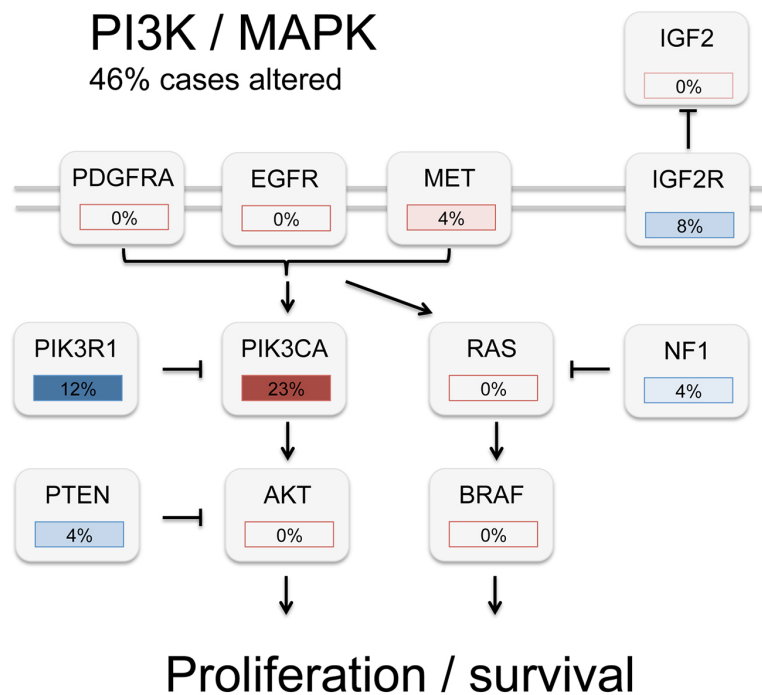 PI3K / MAPK
46% cases altered
IGF2
0%
PDGFRA
0%
EGFR
0%
MET
4%
IGF2R
8%
PIK3R1
12%
PIK3CA
23%
RAS
0%
NF1
4%
PTEN
4%
AKT
0%
BRAF
0%
Proliferation / survival